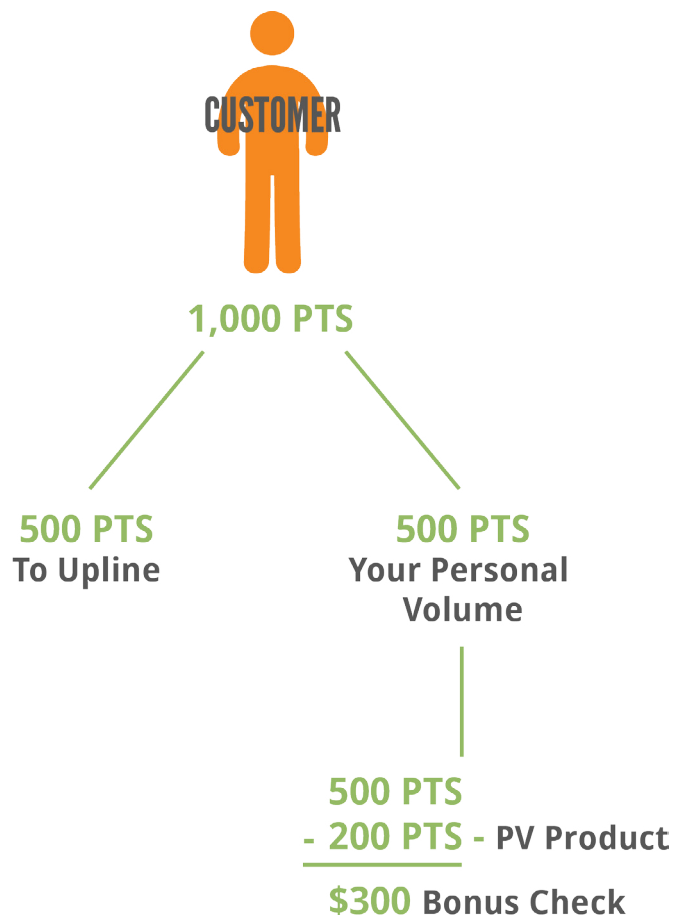 CUSTOMER
1,000 PTS
500 PTS
To Upline
500 PTS
Your Personal
Volume
500 PTS
- 200 PTS - PV Product
$300 Bonus Check